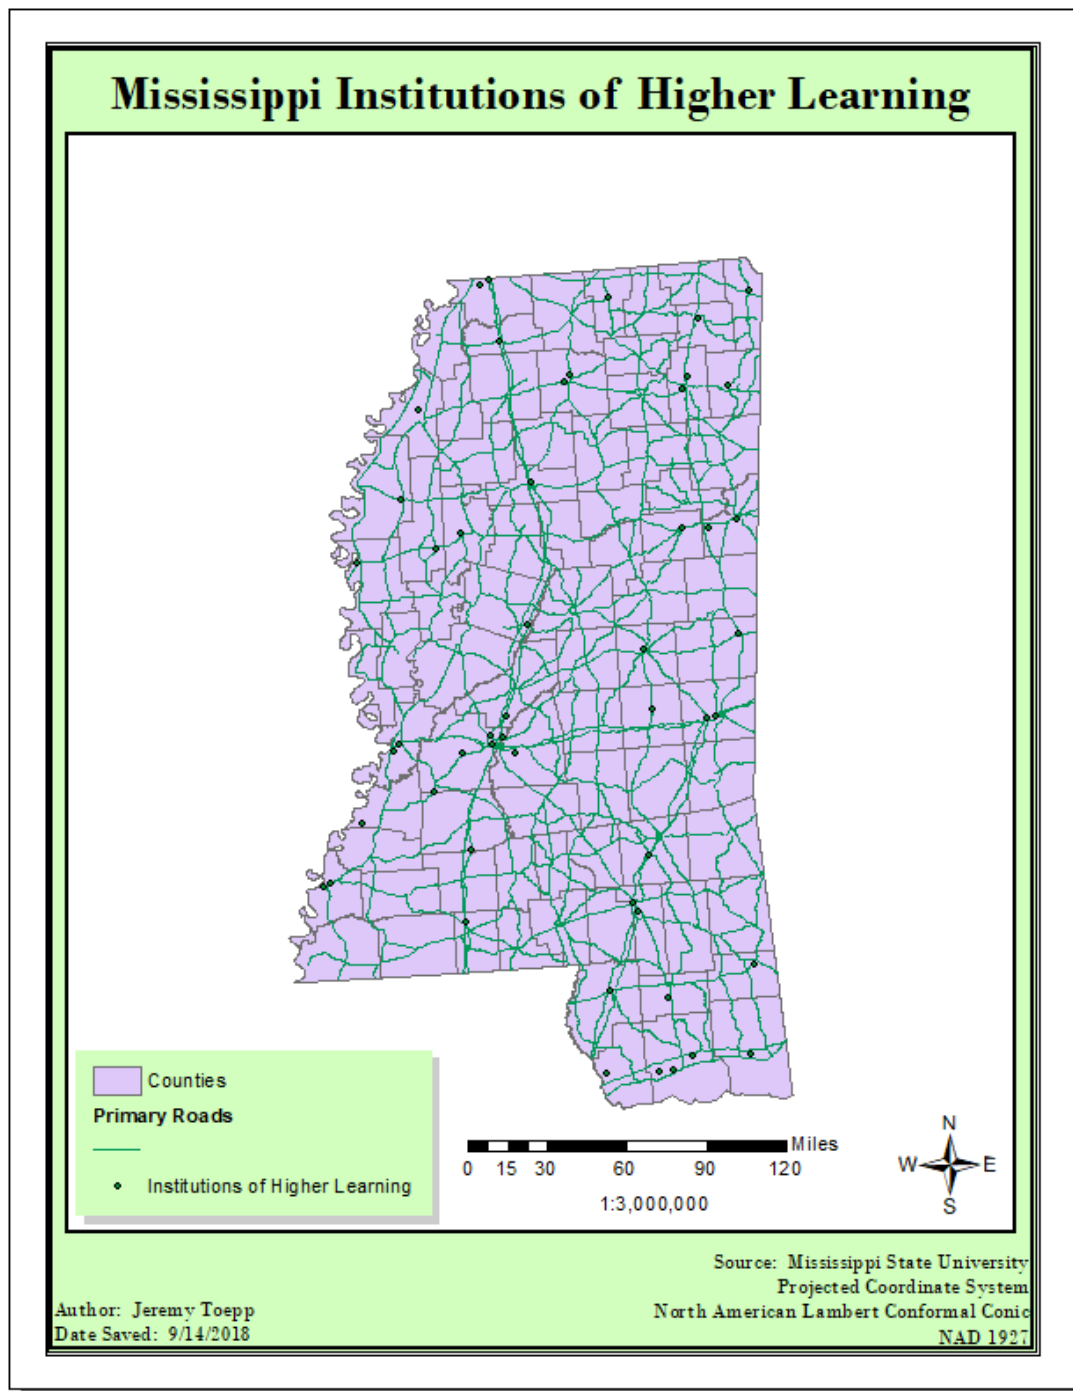 Mississippi Institutions of Higher Learning
Counties
Primary Roads
Institutions of Higher Learning
Miles
0 15 30 60 90 120
1:3,000,000
N
W E
S
Source: Mississippi State University
Projected Coordinate System
North American Lambert Conformal Conic
NAD 1927
Author: Jeremy Toepp
Date Saved: 9/14/2018